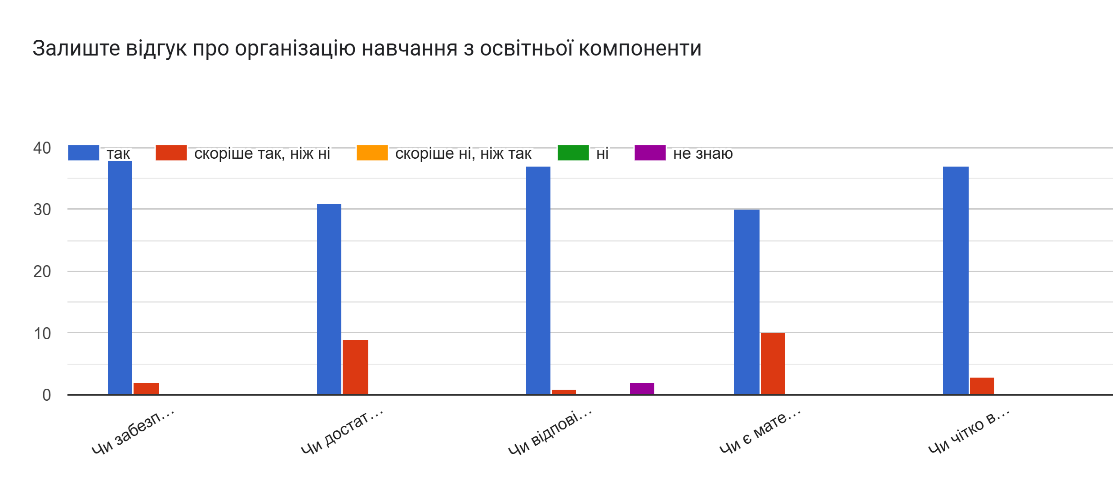 Залиште відгук про організацію навчання з освітньої компоненти
так скоріше так, ніж ні скоріше ні, ніж так ні не знаю
40
30
20
10
0
Чи забезп...
Чи достат...
Чи відпові...
Чи є мате...
Чи чітко в...